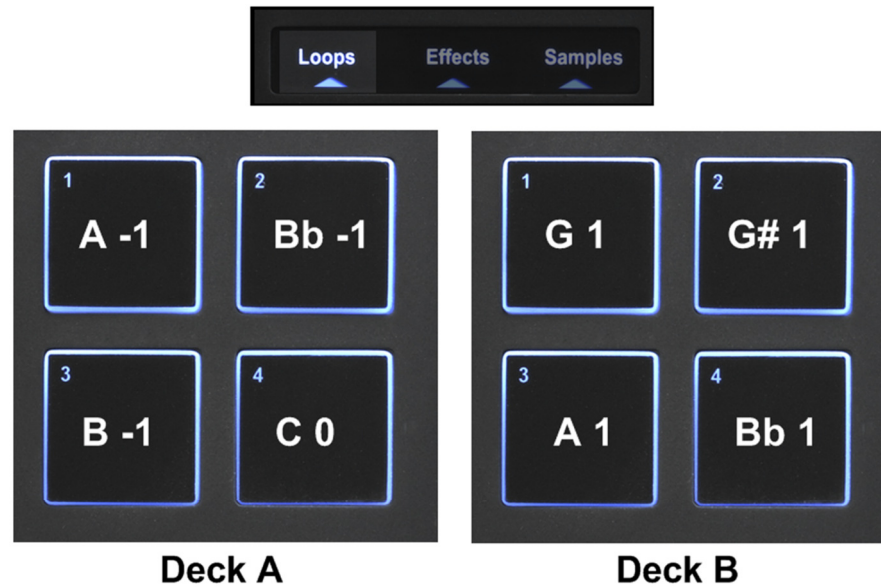 Loops Effects Samples
1 2
A -1 Bb -1
3 4
B -1 C 0
1 2
G 1 G# 1
3 4
A 1 Bb 1
Deck A Deck B